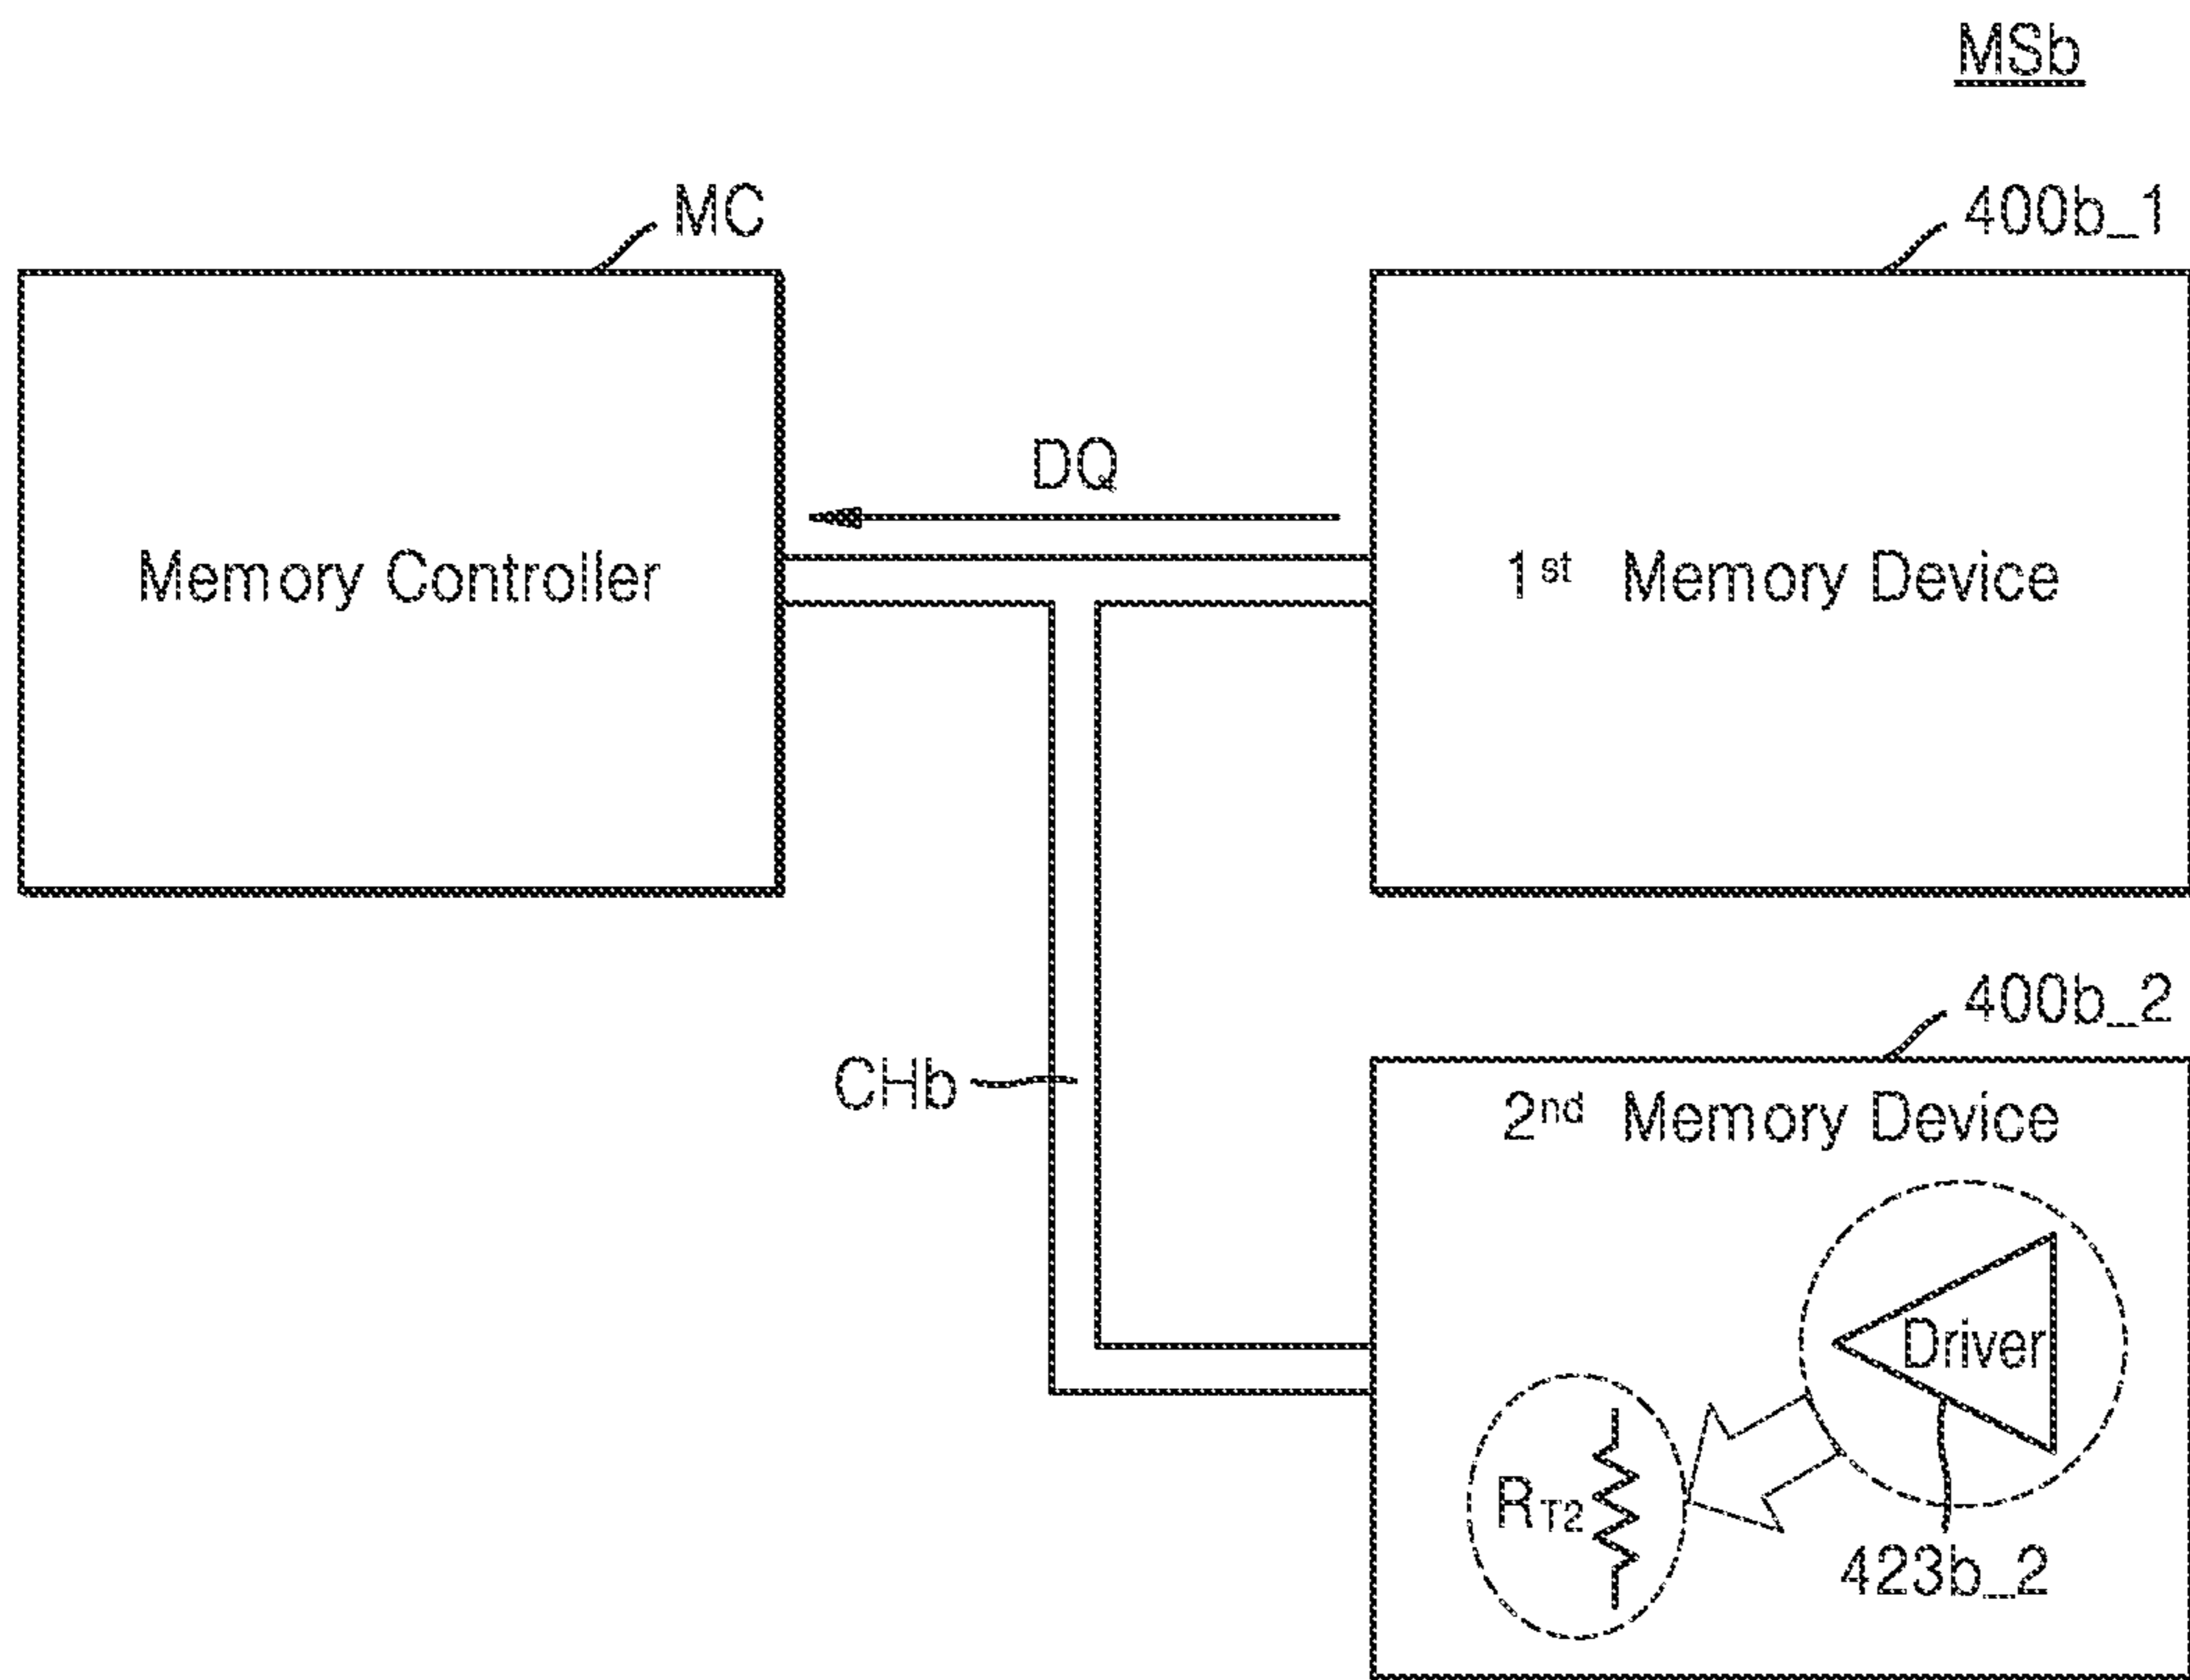 MSb
MC
400b_1
DQ
Memory Controller
1st Memory Device
400b_2
CHb
2nd Memory Device
Driver
RT2
423b_2